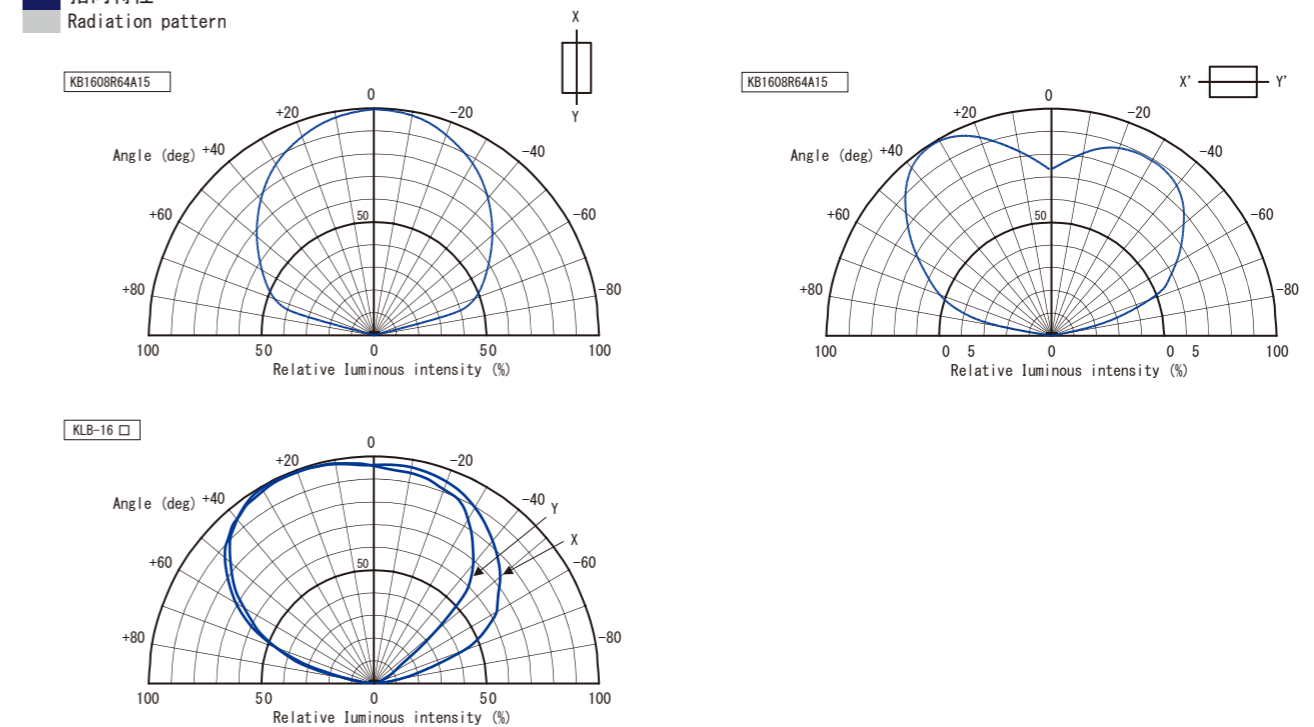 Radiation pattern
X
Y
KB1608R64A15
0
+20
-20
Angle (deg)
+40
-40
+60
-60
+80
-80
50
100
50
0
50
100
Relative luminous intensity (%)
KB1608R64A15
X'
Y'
0
+20
-20
Angle (deg)
+40
-40
+60
-60
+80
-80
50
100
0 5
0
0 5
100
Relative luminous intensity (%)
KLB-16 □
0
+20
-20
Angle (deg)
+40
-40
Y
X
+60
-60
+80
-80
50
100
50
0
50
100
Relative luminous intensity (%)